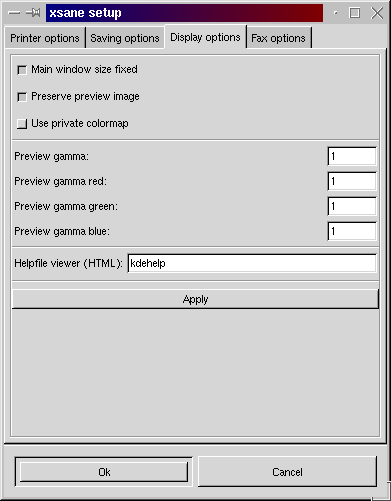 xsane setup
Printer options Saving options Display options Fax options
Main window size fixed
Preserve preview image
Use private colormap
Preview gamma: 1
Preview gamma red: 1
Preview gamma green: 1
Preview gamma blue: 1
Helpfile viewer (HTML): kdehelp
Apply
Ok Cancel